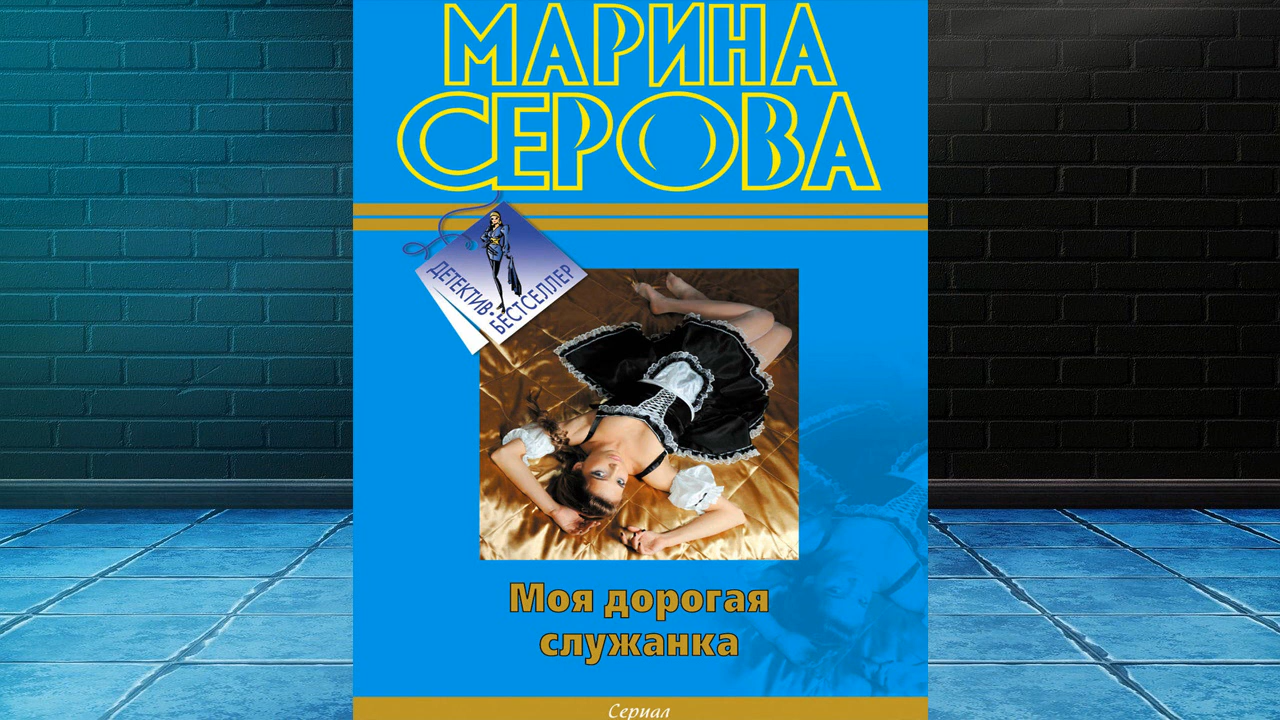 МАРИНА
СЕРОВА
ДЕТЕКТИВ•
БЕСТСЕЛЛЕР
Моя дорогая
служанка
Сериал